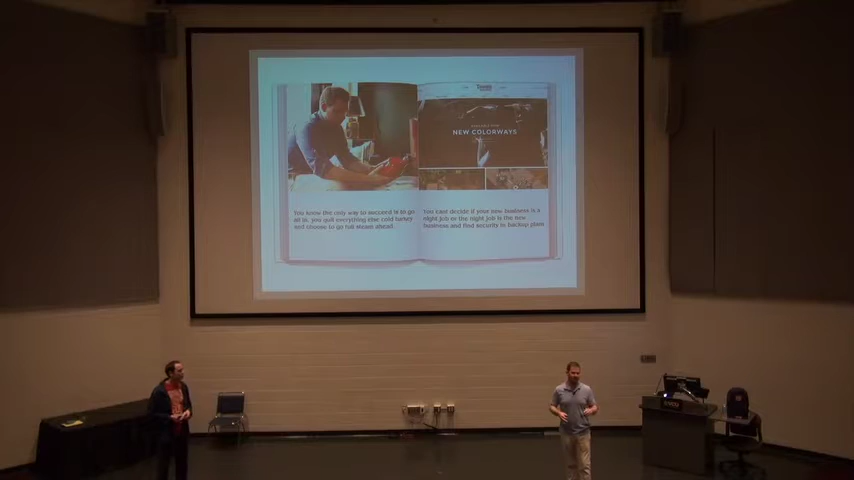 NEW COLORWAYS
You know the only way to succeed is to go
all in, you quit everything else cold turkey
and choose to go full steam ahead.
You cant decide if your new business is a
night job or the night job is the new
business and find security in backup plans